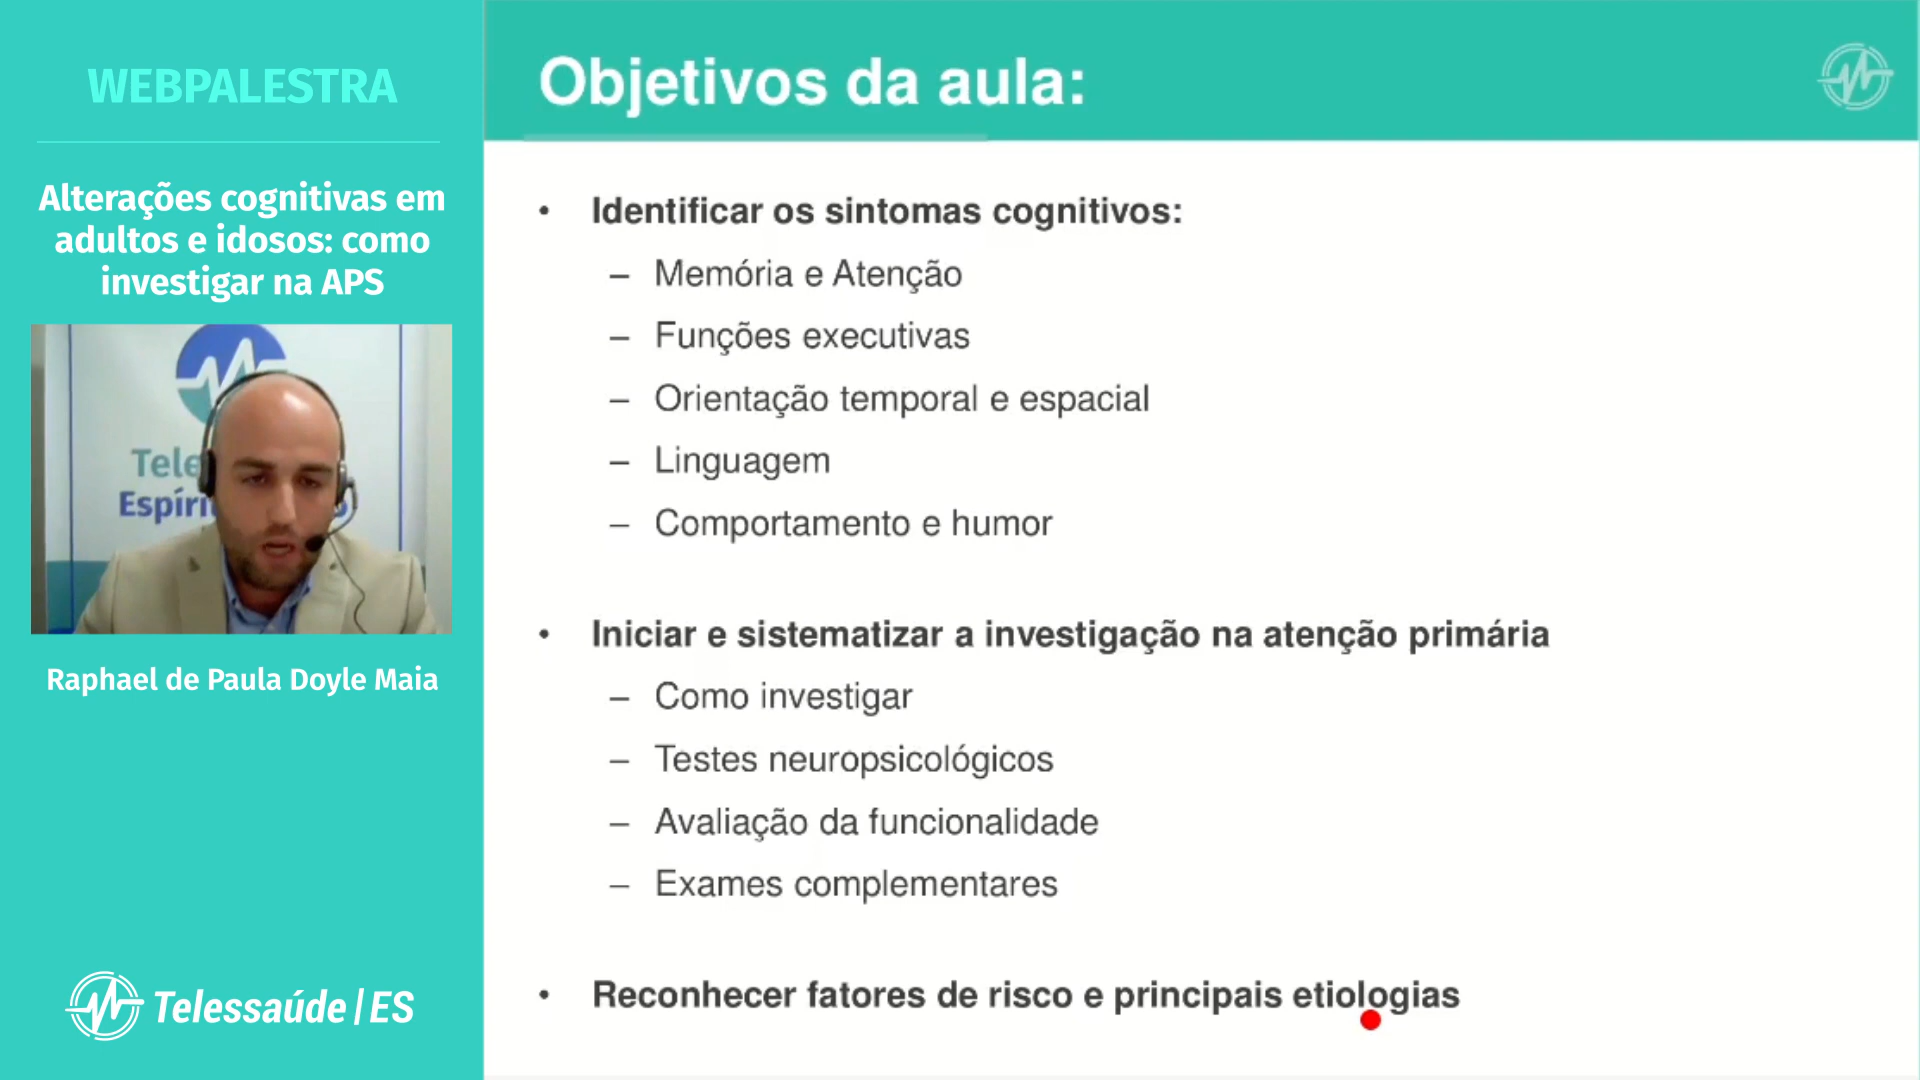 WEBPALESTRA
Alterações cognitivas em
adultos e idosos: como
investigar na APS
Tele
Espíri
Raphael de Paula Doyle Maia
Telessaúde|ES
Objetivos da aula:
• Identificar os sintomas cognitivos:
– Memória e Atenção
– Funções executivas
– Orientação temporal e espacial
– Linguagem
– Comportamento e humor
• Iniciar e sistematizar a investigação na atenção primária
– Como investigar
– Testes neuropsicológicos
– Avaliação da funcionalidade
– Exames complementares
• Reconhecer fatores de risco e principais etiologias